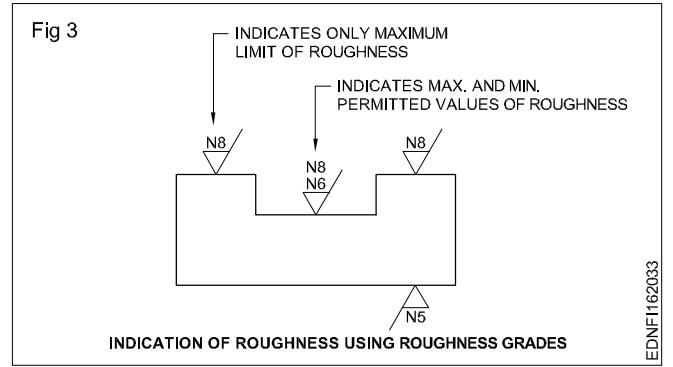 Fig 3
INDICATES ONLY MAXIMUM
LIMIT OF ROUGHNESS
INDICATES MAX. AND MIN.
PERMITTED VALUES OF ROUGHNESS
N8
N8
N6
N8
N5
INDICATION OF ROUGHNESS USING ROUGHNESS GRADES
EDNFI162033